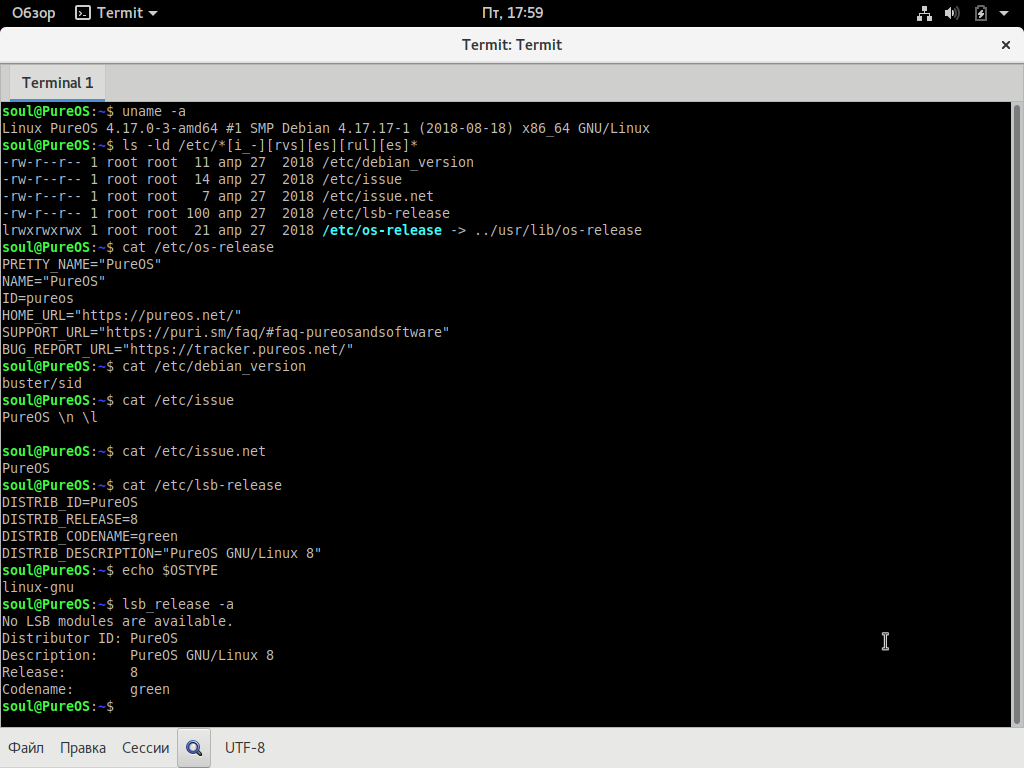 Обзор Termit Пт, 17:59
Termit: Termit ×
Terminal 1
soul@PureOS:~$ uname -a
Linux PureOS 4.17.0-3-amd64 #1 SMP Debian 4.17.17-1 (2018-08-18) x86_64 GNU/Linux
soul@PureOS:~$ ls -ld /etc/*[i_-][rvs][es][rul][es]*
-rw-r--r-- 1 root root  11 апр 27  2018 /etc/debian_version
-rw-r--r-- 1 root root  14 апр 27  2018 /etc/issue
-rw-r--r-- 1 root root   7 апр 27  2018 /etc/issue.net
-rw-r--r-- 1 root root 100 апр 27  2018 /etc/lsb-release
lrwxrwxrwx 1 root root  21 апр 27  2018 /etc/os-release -> ../usr/lib/os-release
soul@PureOS:~$ cat /etc/os-release
PRETTY_NAME="PureOS"
NAME="PureOS"
ID=pureos
HOME_URL="https://pureos.net/"
SUPPORT_URL="https://puri.sm/faq/#faq-pureosandsoftware"
BUG_REPORT_URL="https://tracker.pureos.net/"
soul@PureOS:~$ cat /etc/debian_version
buster/sid
soul@PureOS:~$ cat /etc/issue
PureOS \n \l
soul@PureOS:~$ cat /etc/issue.net
PureOS
soul@PureOS:~$ cat /etc/lsb-release
DISTRIB_ID=PureOS
DISTRIB_RELEASE=8
DISTRIB_CODENAME=green
DISTRIB_DESCRIPTION="PureOS GNU/Linux 8"
soul@PureOS:~$ echo $OSTYPE
linux-gnu
soul@PureOS:~$ lsb_release -a
No LSB modules are available.
Distributor ID: PureOS
Description:    PureOS GNU/Linux 8
Release:        8
Codename:       green
soul@PureOS:~$
Файл Правка Сессии UTF-8